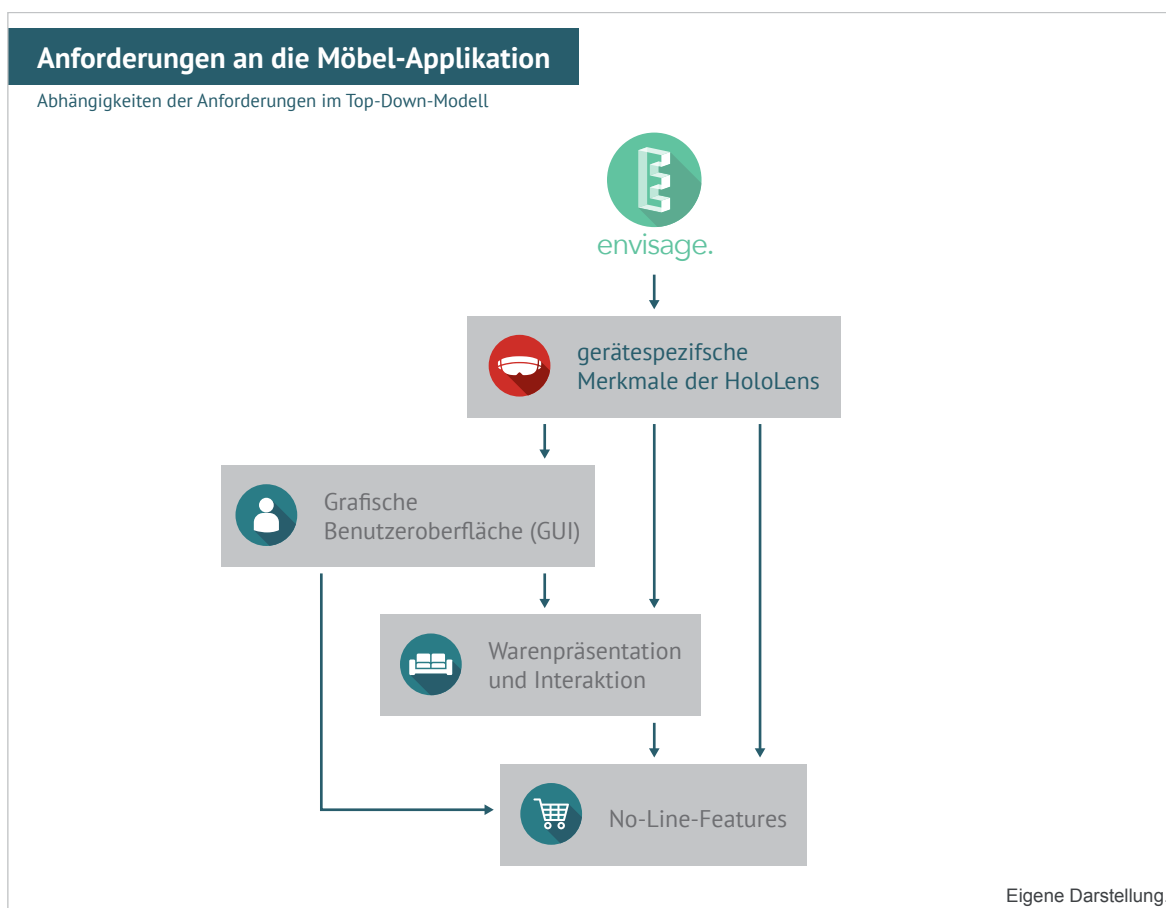 Anforderungen an die Möbel-Applikation
Abhängigkeiten der Anforderungen im Top-Down-Modell
envisage.
gerätespezifsche
Merkmale der HoloLens
Grafische
Benutzeroberfläche (GUI)
Warenpräsentation
und Interaktion
No-Line-Features
Eigene Darstellung.